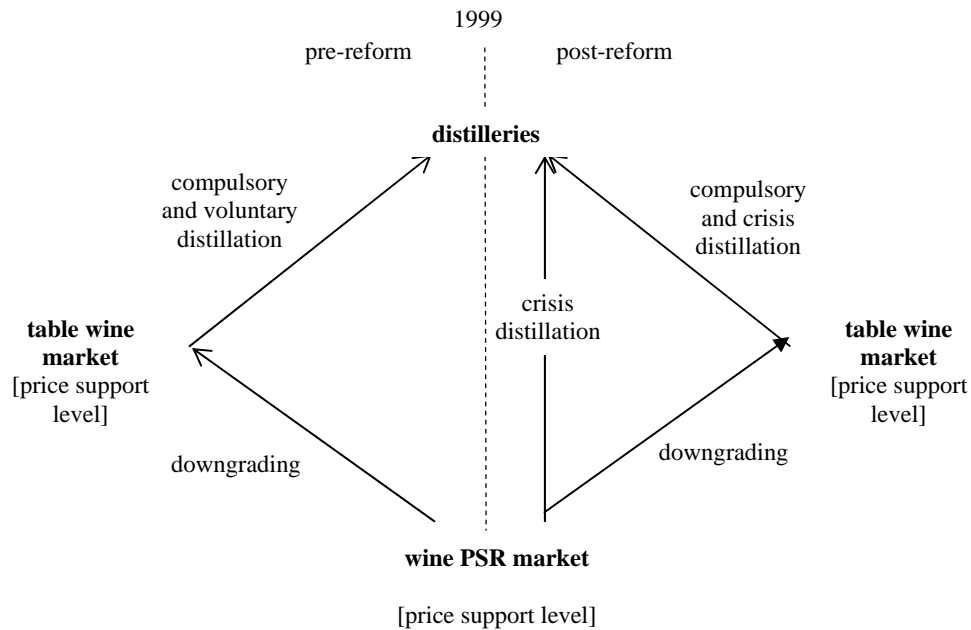 1999
pre-reform
post-reform
distilleries
compulsory
and voluntary
distillation
compulsory
and crisis
distillation
crisis
distillation
table wine
market
[price support
level]
table wine
market
[price support
level]
downgrading
downgrading
wine PSR market
[price support level]